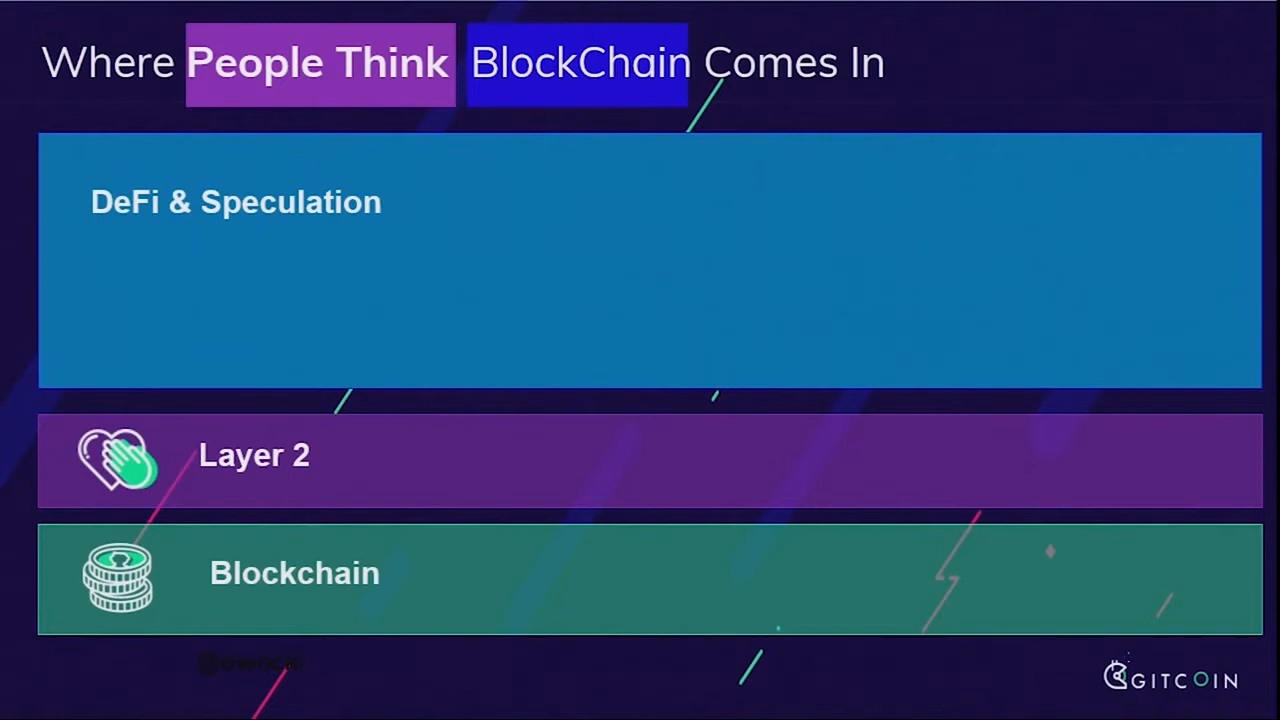 Where People Think BlockChain Comes In
DeFi & Speculation
Layer 2
Blockchain
GITCOIN